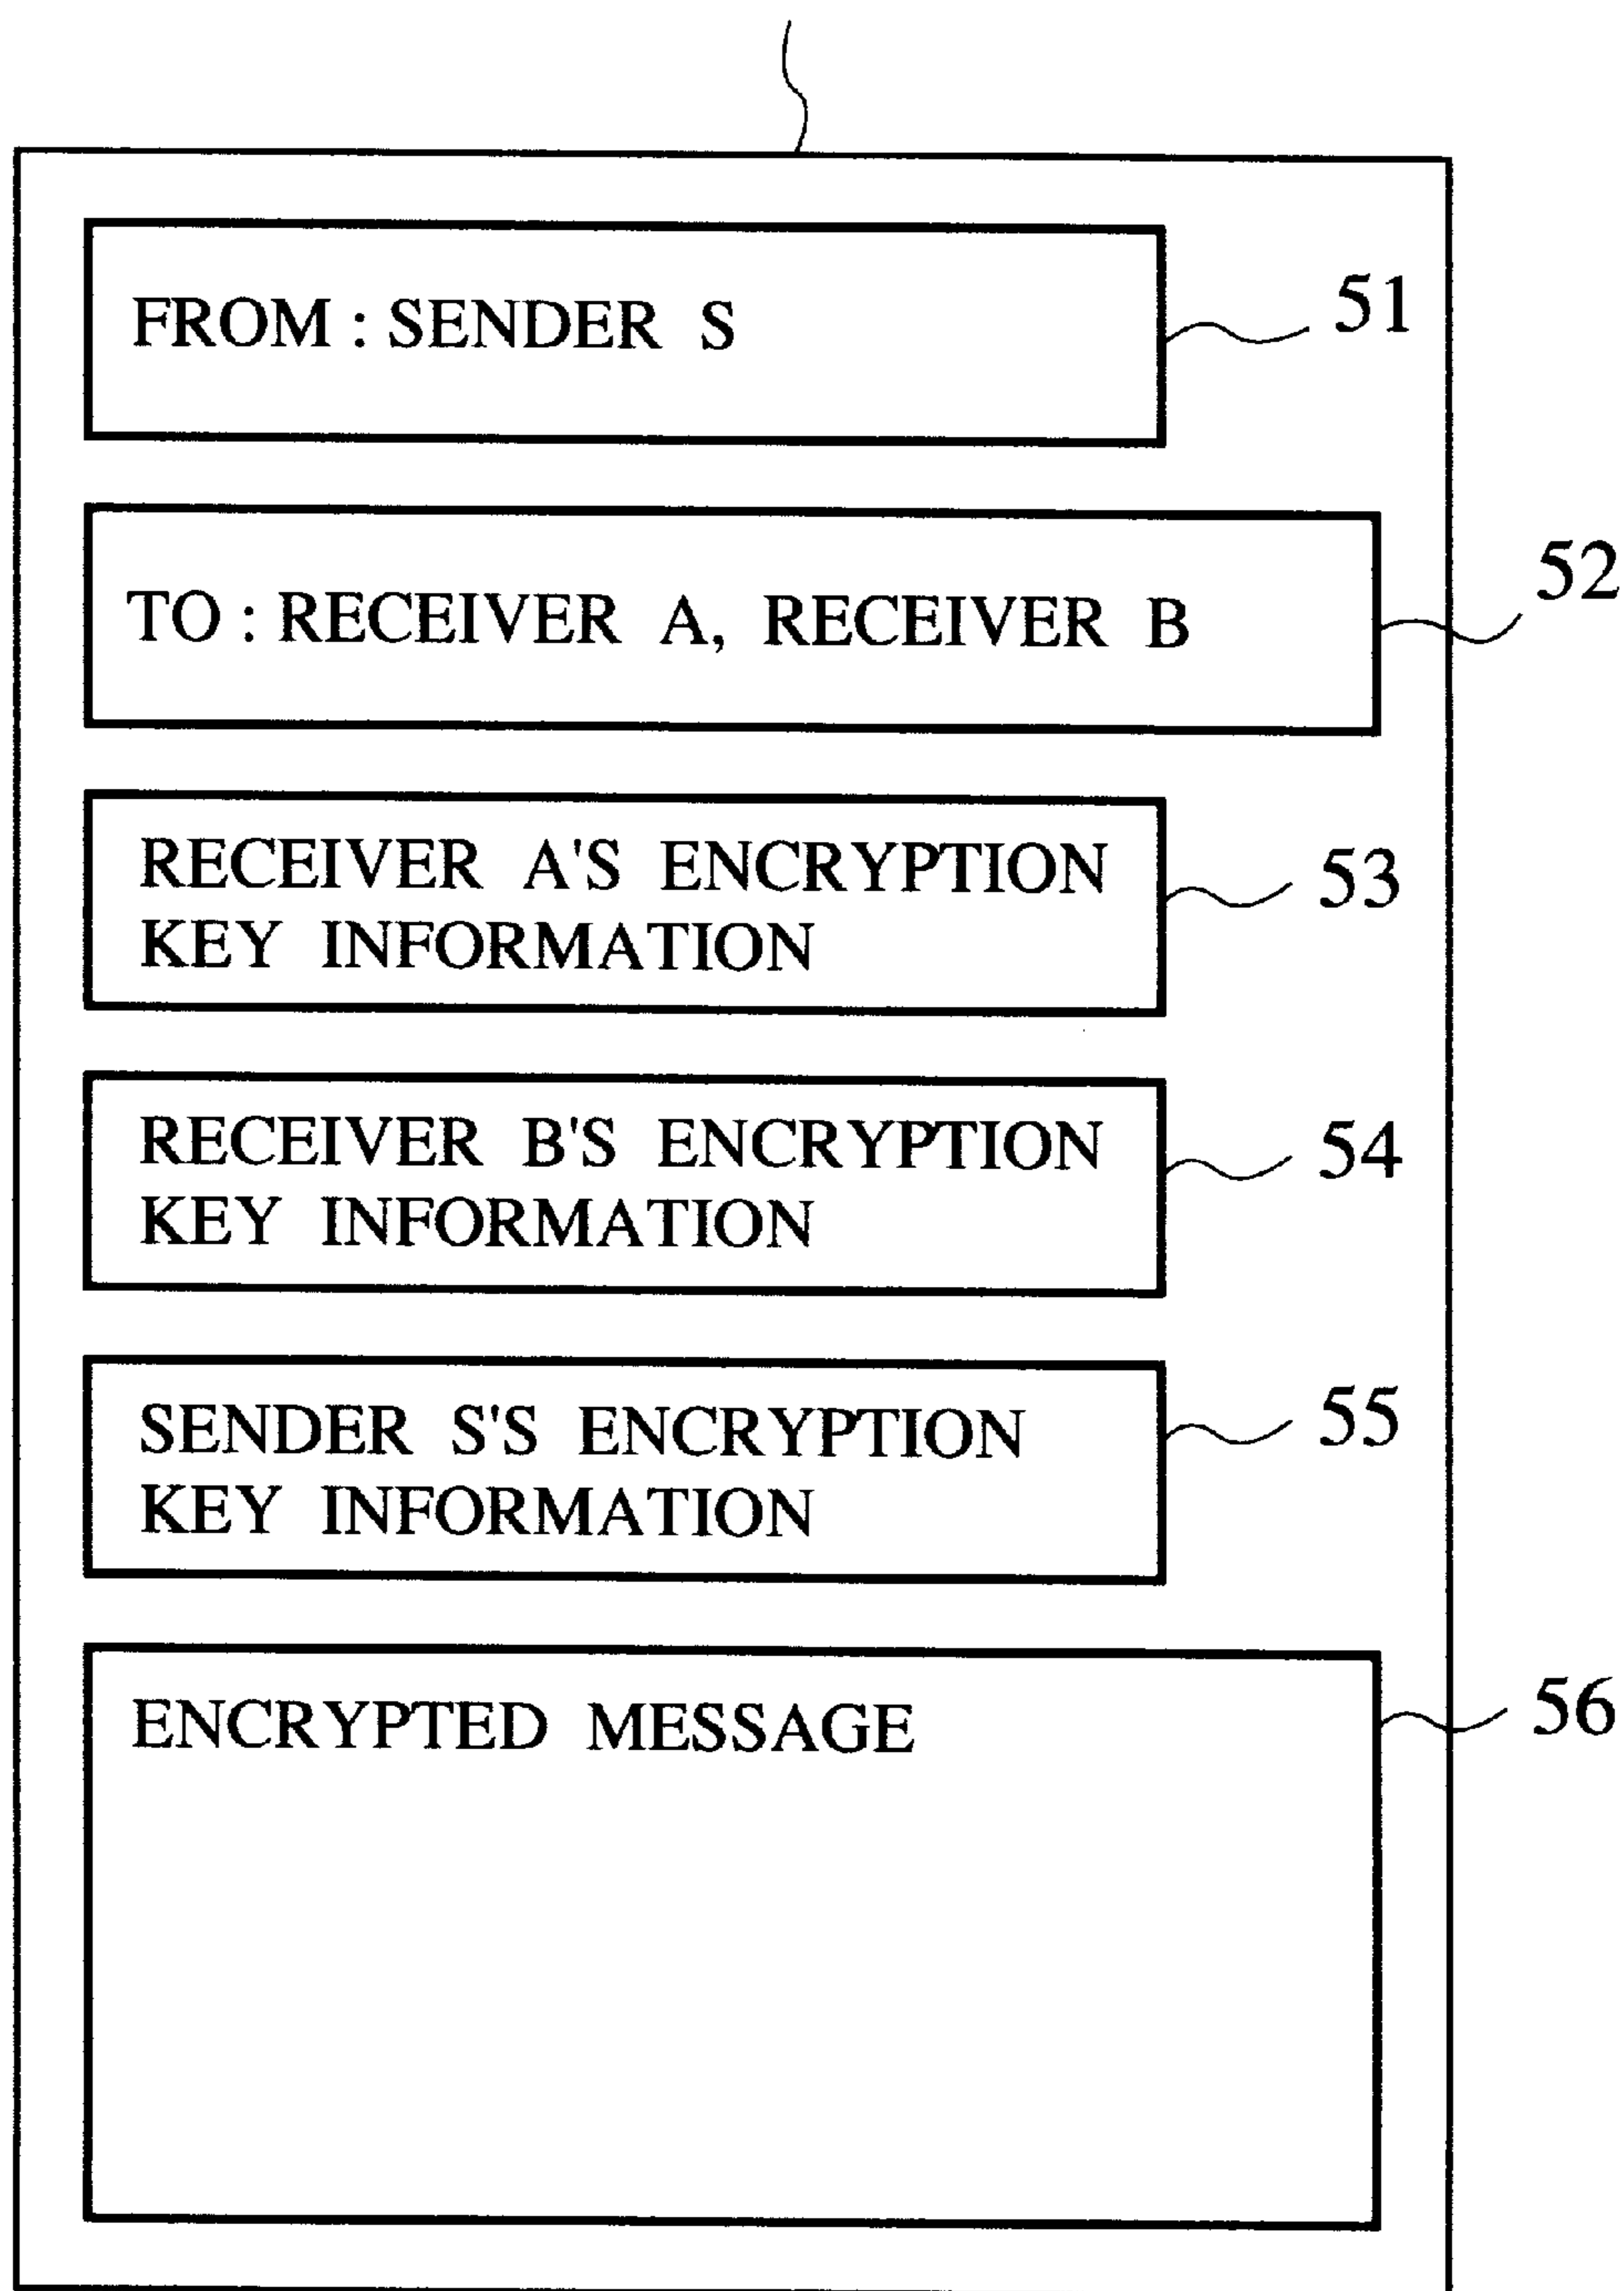 FROM : SENDER S
51
TO : RECEIVER A, RECEIVER B
52
RECEIVER A'S ENCRYPTION
KEY INFORMATION
53
RECEIVER B'S ENCRYPTION
KEY INFORMATION
54
SENDER S'S ENCRYPTION
KEY INFORMATION
55
ENCRYPTED MESSAGE
56